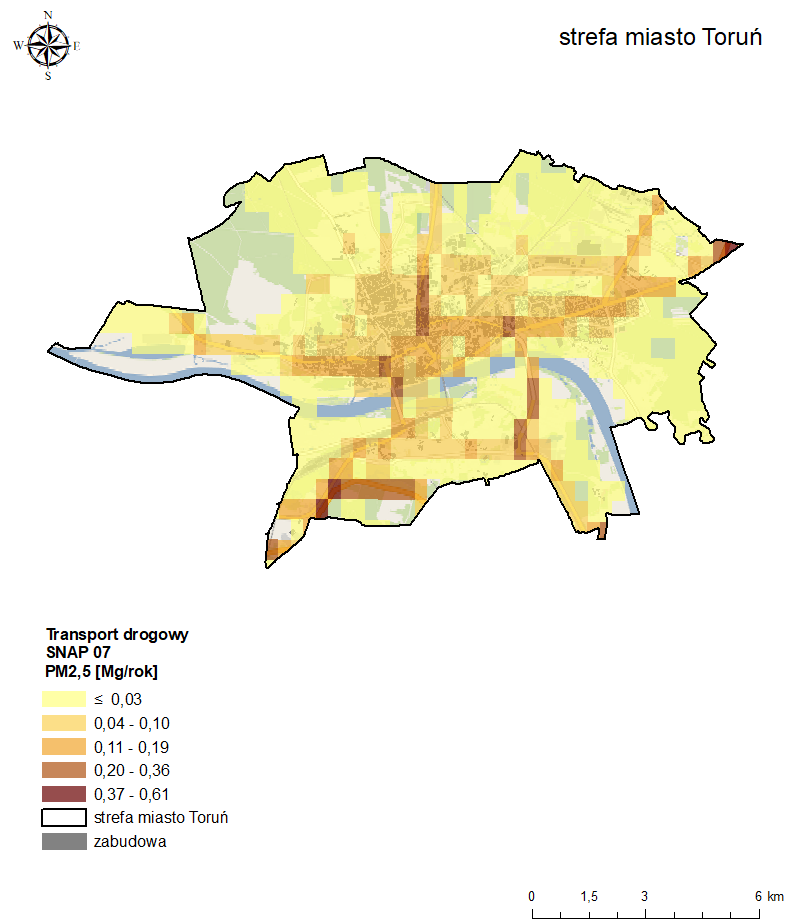 N
W E
S
strefa miasto Toruń
Transport drogowy
SNAP 07
PM2,5 [Mg/rok]
≤ 0,03
0,04 - 0,10
0,11 - 0,19
0,20 - 0,36
0,37 - 0,61
strefa miasto Toruń
zabudowa
0 1,5 3 6 km